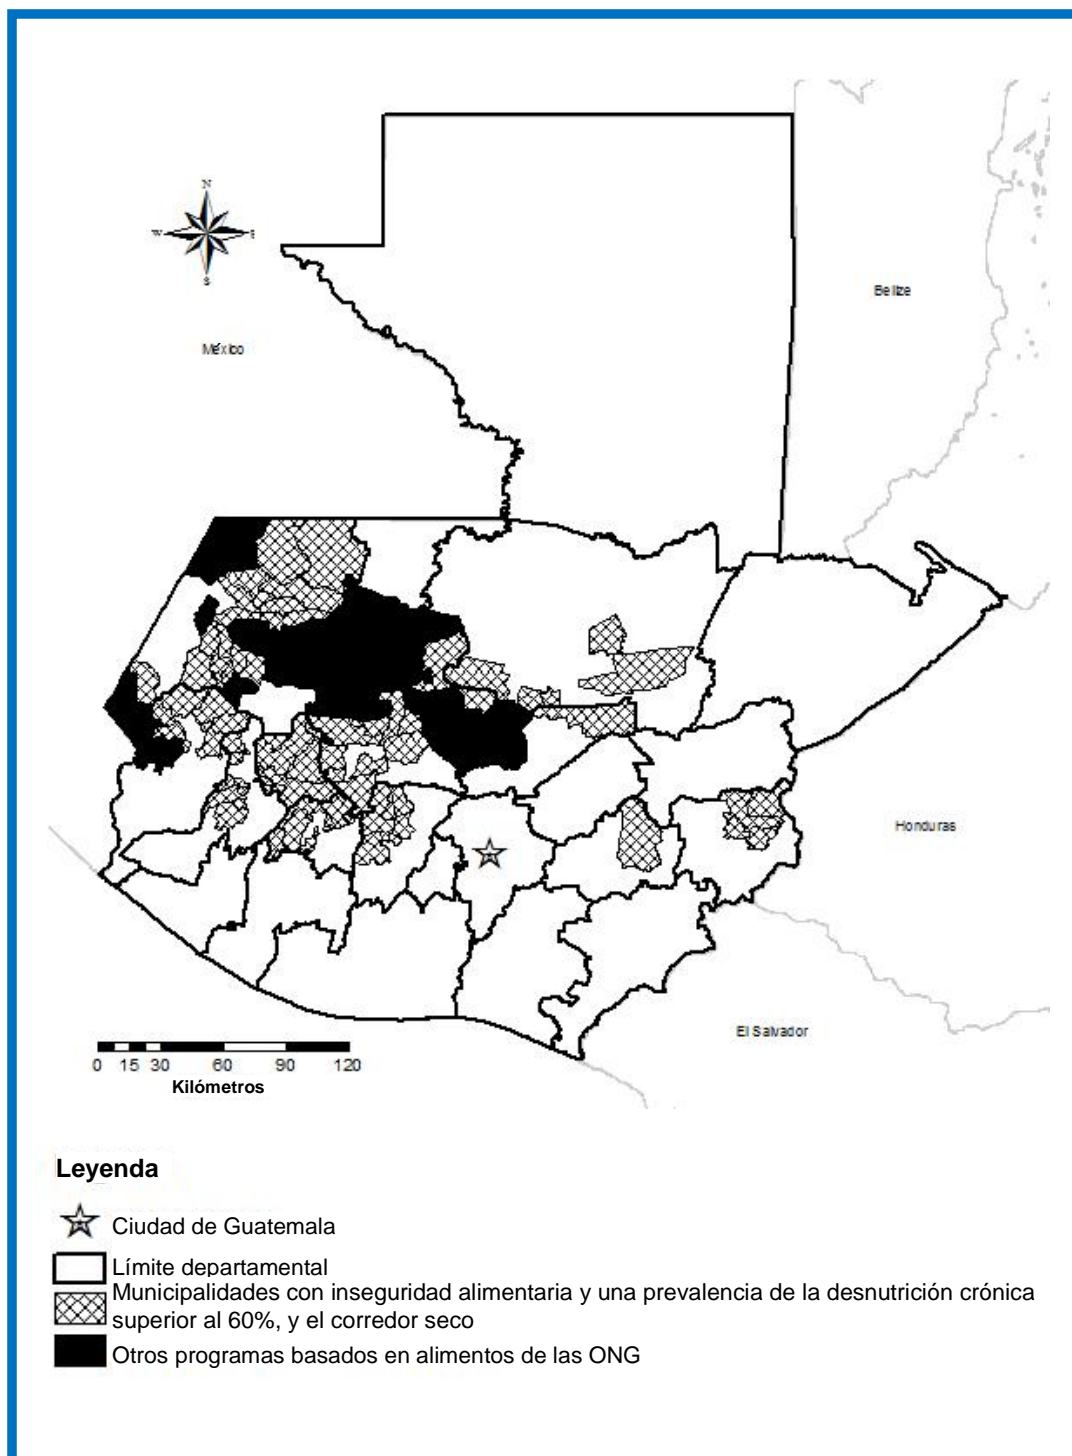 N
W
E
S
Belize
México
Honduras
El Salvador
0 15 30 60 90 120
Kilómetros
Leyenda
Ciudad de Guatemala
Límite departamental
Municipalidades con inseguridad alimentaria y una prevalencia de la desnutrición crónica
superior al 60%, y el corredor seco
Otros programas basados en alimentos de las ONG